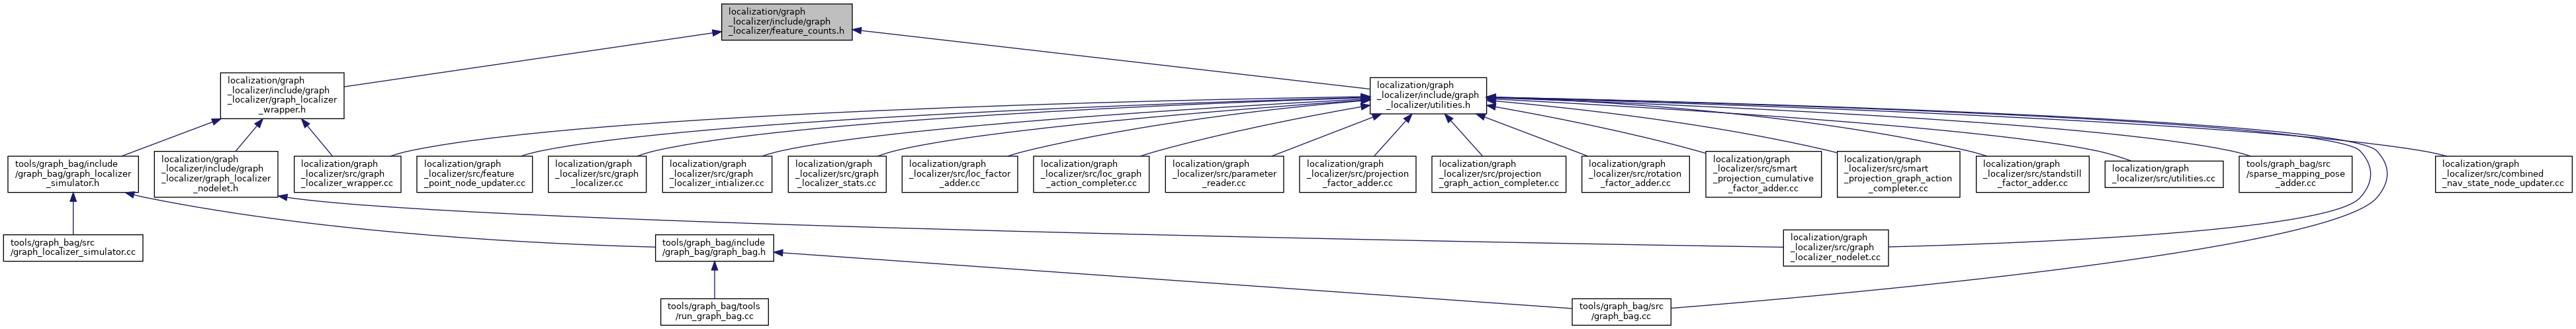 localization/graph
_localizer/include/graph
_localizer/feature_counts.h
localization/graph
_localizer/include/graph
_localizer/graph_localizer
_wrapper.h
localization/graph
_localizer/include/graph
_localizer/utilities.h
tools/graph_bag/include
/graph_bag/graph_localizer
_simulator.h
localization/graph
_localizer/include/graph
_localizer/graph_localizer
_nodelet.h
localization/graph
_localizer/src/graph
_localizer_wrapper.cc
localization/graph
_localizer/src/feature
_point_node_updater.cc
localization/graph
_localizer/src/graph
_localizer.cc
localization/graph
_localizer/src/graph
_localizer_intializer.cc
localization/graph
_localizer/src/graph
_localizer_stats.cc
localization/graph
_localizer/src/loc_factor
_adder.cc
localization/graph
_localizer/src/loc_graph
_action_completer.cc
localization/graph
_localizer/src/parameter
_reader.cc
localization/graph
_localizer/src/projection
_factor_adder.cc
localization/graph
_localizer/src/projection
_graph_action_completer.cc
localization/graph
_localizer/src/rotation
_factor_adder.cc
localization/graph
_localizer/src/smart
_projection_cumulative
_factor_adder.cc
localization/graph
_localizer/src/smart
_projection_graph_action
_completer.cc
localization/graph
_localizer/src/standstill
_factor_adder.cc
localization/graph
_localizer/src/utilities.cc
tools/graph_bag/src
/sparse_mapping_pose
_adder.cc
localization/graph
_localizer/src/combined
_nav_state_node_updater.cc
tools/graph_bag/src
/graph_localizer_simulator.cc
tools/graph_bag/include
/graph_bag/graph_bag.h
localization/graph
_localizer/src/graph
_localizer_nodelet.cc
tools/graph_bag/tools
/run_graph_bag.cc
tools/graph_bag/src
/graph_bag.cc